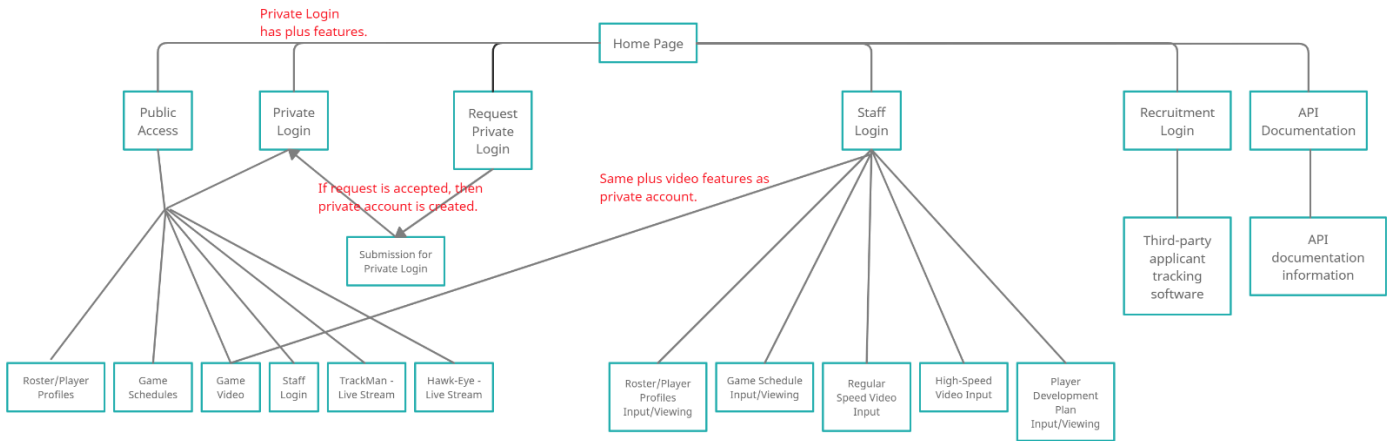 Private Login
has plus features.
Home Page
Public
Access
Private
Login
Request
Private
Login
Staff
Login
Recruitment
Login
API
Documentation
If request is accepted, then
private account is created.
Same plus video features as
private account.
Submission for
Private Login
Third-party
applicant
tracking
software
API
documentation
information
Roster/Player
Profiles
Game
Schedules
Game
Video
Staff
Login
TrackMan -
Live Stream
Hawk-Eye -
Live Stream
Roster/Player
Profiles
Input/Viewing
Game Schedule
Input/Viewing
Regular
Speed Video
Input
High-Speed
Video Input
Player
Development
Plan
Input/Viewing